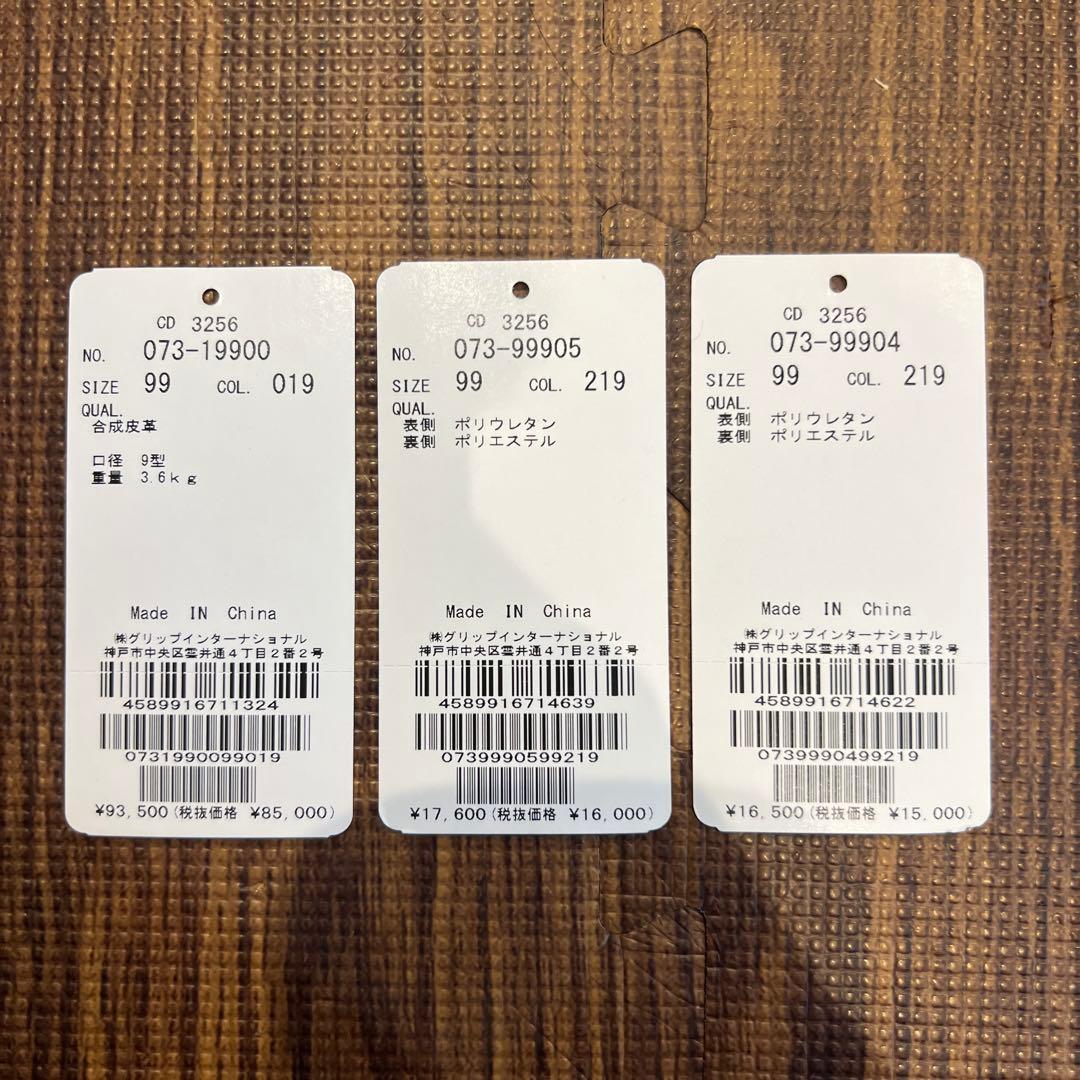 CD 3256
NO. 073-19900
SIZE 99 COL. 019
QUAL.
合成皮革
口径 9型
重量 3.6kg
Made IN China
㈱グリップインターナショナル
神戸市中央区雲井通4丁目2番2号
4589916711324
0731990099019
¥93,500(税抜価格 ¥85,000)
CD 3256
NO. 073-99905
SIZE 99 COL. 219
QUAL.
表側 ポリウレタン
裏側 ポリエステル
Made IN China
㈱グリップインターナショナル
神戸市中央区雲井通4丁目2番2号
4589916714639
0739990599219
¥17,600(税抜価格 ¥16,000)
CD 3256
NO. 073-99904
SIZE 99 COL. 219
QUAL.
表側 ポリウレタン
裏側 ポリエステル
Made IN China
㈱グリップインターナショナル
神戸市中央区雲井通4丁目2番2号
4589916714622
0739990499219
¥16,500(税抜価格 ¥15,000)